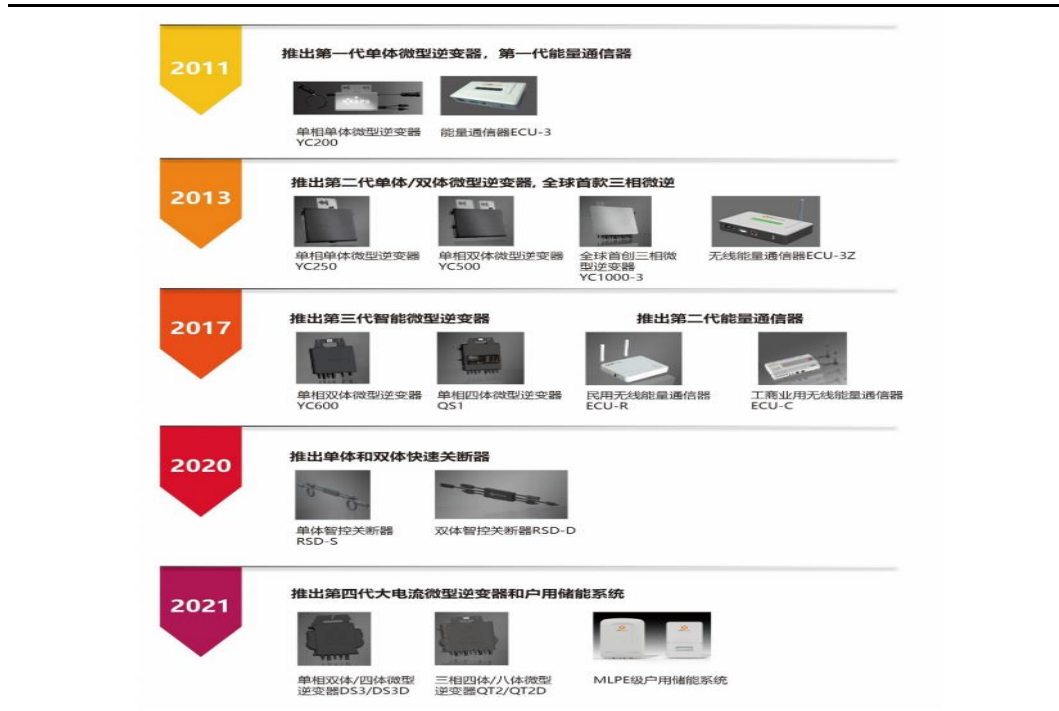 2011
推出第一代单体微型逆变器，第一代能量通信器
单相单体微型逆变器
YC200
能量通信器ECU-3
2013
推出第二代单体/双体微型逆变器, 全球首款三相微逆
单相单体微型逆变器
YC250
单相双体微型逆变器
YC500
全球首创三相微
型逆变器
YC1000-3
无线能量通信器ECU-3Z
2017
推出第三代智能微型逆变器
推出第二代能量通信器
单相双体微型逆变器
YC600
单相四体微型逆变器
QS1
民用无线能量通信器
ECU-R
工商业用无线能量通信器
ECU-C
2020
推出单体和双体快速关断器
单体智控关断器
RSD-S
双体智控关断器RSD-D
2021
推出第四代大电流微型逆变器和户用储能系统
单相双体/四体微型
逆变器DS3/DS3D
三相四体/八体微型
逆变器QT2/QT2D
MLPE级户用储能系统